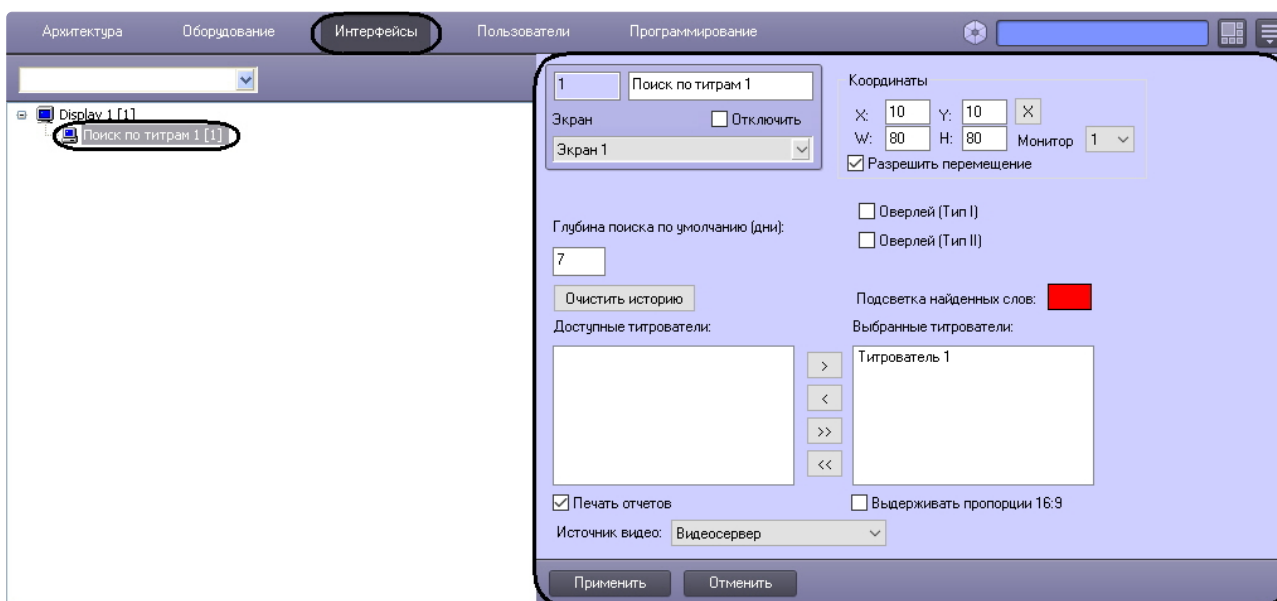 Архитектура Оборудование Интерфейсы Пользователи Программирование
Display 1 [1]
Поиск по титрам 1 [1]
1 Поиск по титрам 1
Экран Отключить
Экран 1
Координаты
X: 10 Y: 10 X
W: 80 H: 80 Монитор 1
Разрешить перемещение
Глубина поиска по умолчанию (дни):
7
Оверлей (Тип I)
Оверлей (Тип II)
Очистить историю
Подсветка найденных слов:
Доступные титрователи:
Выбранные титрователи:
Титрователь 1
>
<
>>
<<
Печать отчетов
Выдерживать пропорции 16:9
Источник видео: Видеосервер
Применить Отменить